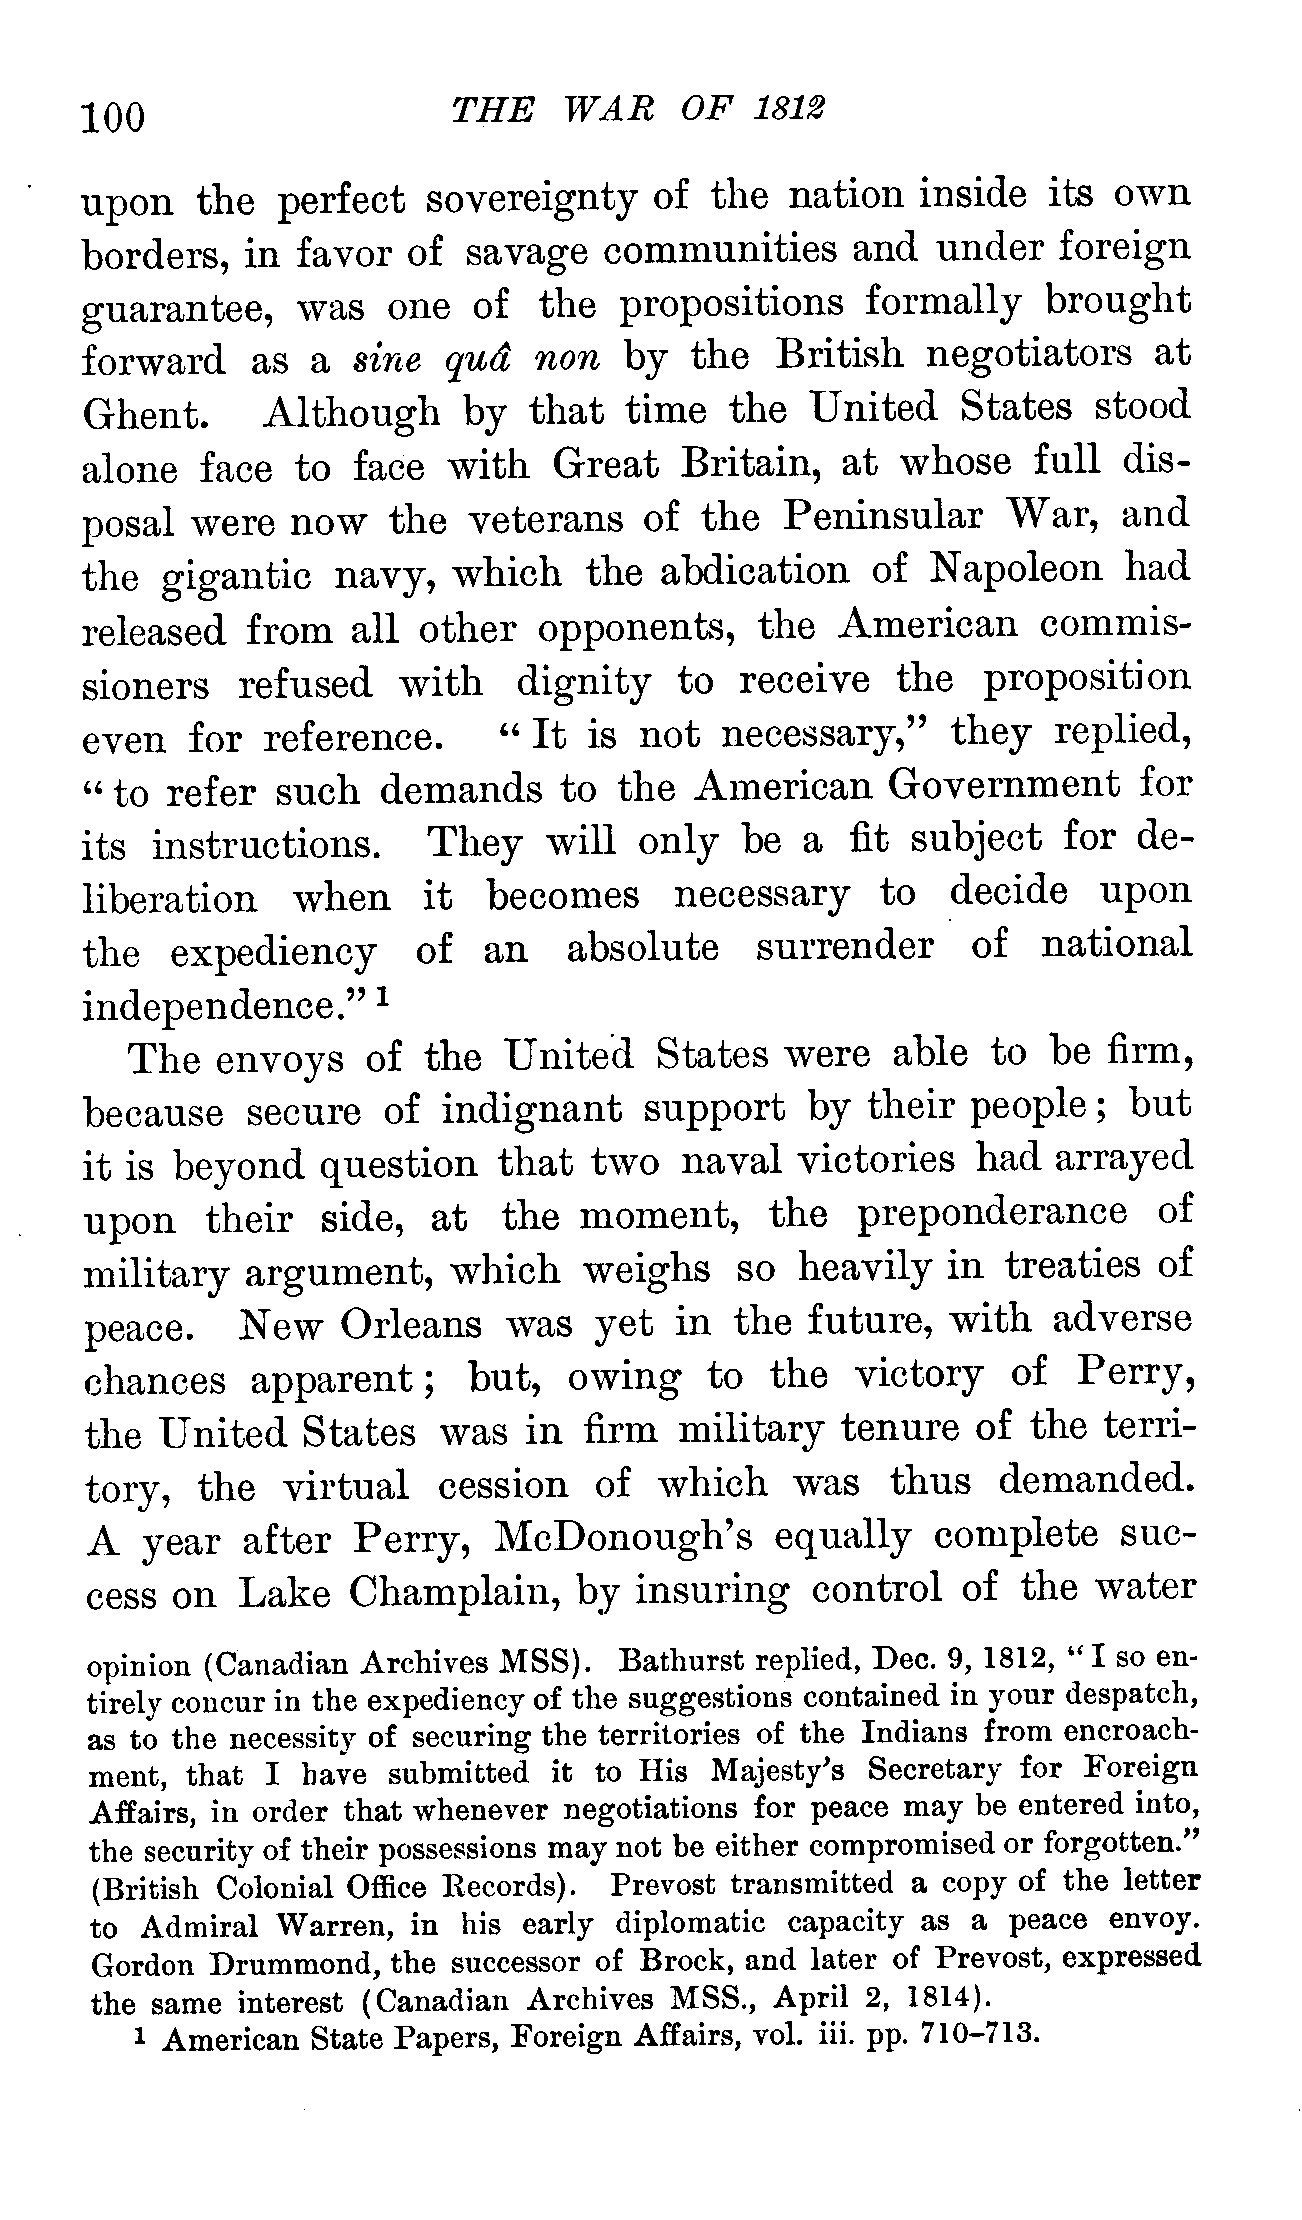 100 THE WAR OF 1812
upon the perfect sovereignty of the nation inside its own
borders, in favor of savage communities and under foreign
guarantee, was one of the propositions formally brought
forward as a sine quâ non by the British negotiators at
Ghent. Although by that time the United States stood
alone face to face with Great Britain, at whose full dis-
posal were now the veterans of the Peninsular War, and
the gigantic navy, which the abdication of Napoleon had
released from all other opponents, the American commis-
sioners refused with dignity to receive the proposition
even for reference. “ It is not necessary,” they replied,
“ to refer such demands to the American Government for
its instructions. They will only be a fit subject for de-
liberation when it becomes necessary to decide upon
the expediency of an absolute surrender of national
independence.” 1
The envoys of the United States were able to be firm,
because secure of indignant support by their people ; but
it is beyond question that two naval victories had arrayed
upon their side, at the moment, the preponderance of
military argument, which weighs so heavily in treaties of
peace. New Orleans was yet in the future, with adverse
chances apparent ; but, owing to the victory of Perry,
the United States was in firm military tenure of the terri-
tory, the virtual cession of which was thus demanded.
A year after Perry, McDonough’s equally complete suc-
cess on Lake Champlain, by insuring control of the water
opinion (Canadian Archives MSS). Bathurst replied, Dec. 9, 1812, “ I so en-
tirely concur in the expediency of the suggestions contained in your despatch,
as to the necessity of securing the territories of the Indians from encroach-
ment, that I have submitted it to His Majesty’s Secretary for Foreign
Affairs, in order that whenever negotiations for peace may be entered into,
the security of their possessions may not be either compromised or forgotten.”
(British Colonial Office Records). Prevost transmitted a copy of the letter
to Admiral Warren, in his early diplomatic capacity as a peace envoy.
Gordon Drummond, the successor of Brock, and later of Prevost, expressed
the same interest (Canadian Archives MSS., April 2, 1814).
1 American State Papers, Foreign Affairs, vol. iii. pp. 710–713.